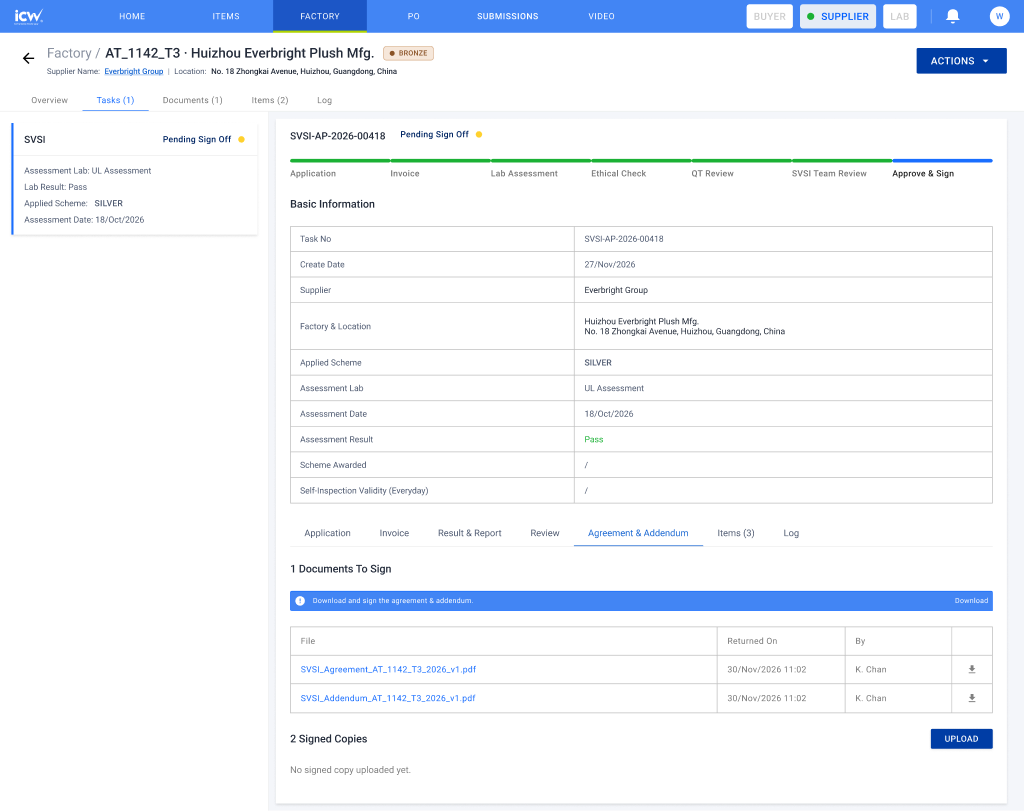 icw
HOME
ITEMS
FACTORY
PO
SUBMISSIONS
VIDEO
BUYER
SUPPLIER
LAB
W
Factory / AT_1142_T3 · Huizhou Everbright Plush Mfg.
BRONZE
Supplier Name: Everbright Group | Location: No. 18 Zhongkai Avenue, Huizhou, Guangdong, China
ACTIONS
Overview
Tasks (1)
Documents (1)
Items (2)
Log
SVSI
Pending Sign Off
Assessment Lab: UL Assessment
Lab Result: Pass
Applied Scheme: SILVER
Assessment Date: 18/Oct/2026
SVSI-AP-2026-00418
Pending Sign Off
Application
Invoice
Lab Assessment
Ethical Check
QT Review
SVSI Team Review
Approve & Sign
Basic Information
Task No
SVSI-AP-2026-00418
Create Date
27/Nov/2026
Supplier
Everbright Group
Factory & Location
Huizhou Everbright Plush Mfg.
No. 18 Zhongkai Avenue, Huizhou, Guangdong, China
Applied Scheme
SILVER
Assessment Lab
UL Assessment
Assessment Date
18/Oct/2026
Assessment Result
Pass
Scheme Awarded
/
Self-Inspection Validity (Everyday)
/
Application
Invoice
Result & Report
Review
Agreement & Addendum
Items (3)
Log
1 Documents To Sign
Download and sign the agreement & addendum.
Download
File
Returned On
By
SVSI_Agreement_AT_1142_T3_2026_v1.pdf
30/Nov/2026 11:02
K. Chan
SVSI_Addendum_AT_1142_T3_2026_v1.pdf
30/Nov/2026 11:02
K. Chan
2 Signed Copies
UPLOAD
No signed copy uploaded yet.